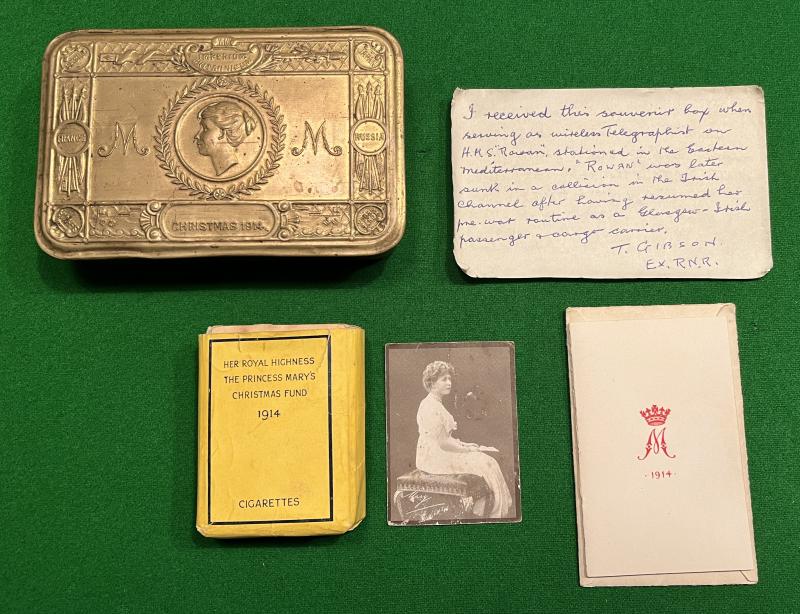 IMPERIUM
BRITANNICUM
FRANCE
M
M
RUSSIA
CHRISTMAS 1914
I received this souvenir box when
serving as wireless Telegraphist on
H.M.S. "Rowan", stationed in the Eastern
Mediterranean. "ROWAN" was later
sunk in a collision in the Irish
Channel after having resumed her
pre-war routine as a Glasgow-Irish
passenger & cargo carrier.
T. GIBSON.
EX. R.N.R.
HER ROYAL HIGHNESS
THE PRINCESS MARY'S
CHRISTMAS FUND
1914
CIGARETTES
Mary
M
·1914·